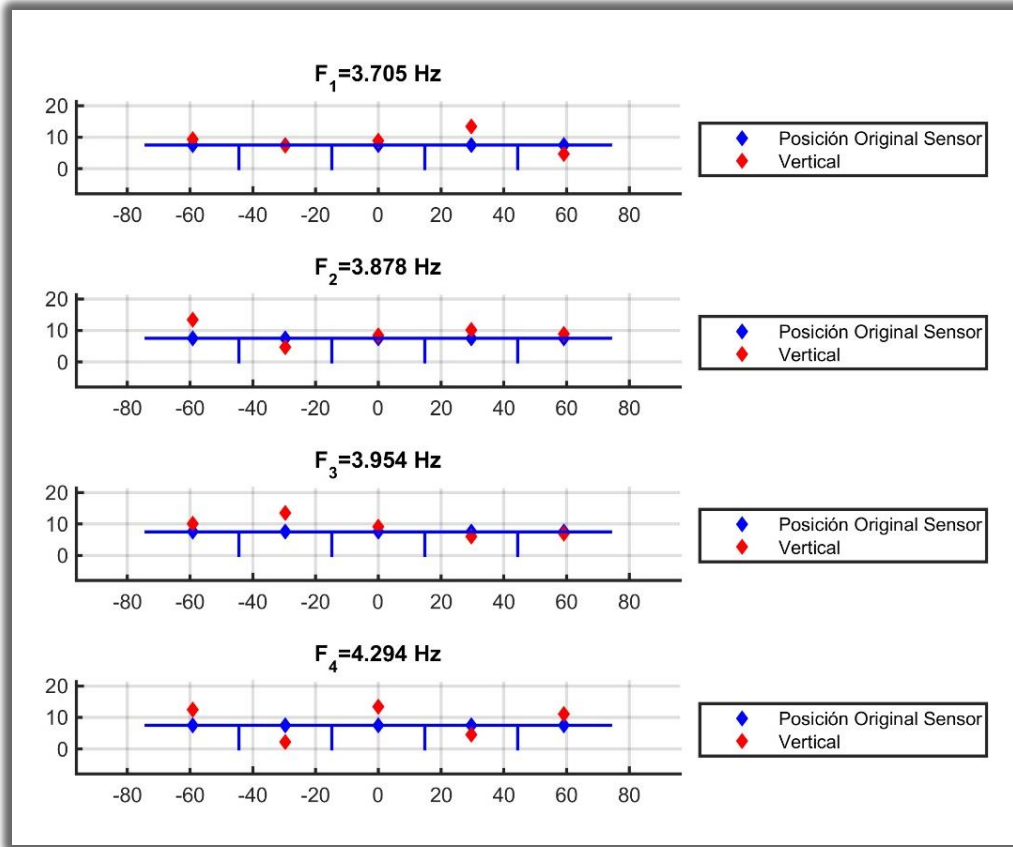 F1=3.705 Hz
20
10
0
-80 -60 -40 -20 0 20 40 60 80
Posición Original Sensor
Vertical
F2=3.878 Hz
20
10
0
-80 -60 -40 -20 0 20 40 60 80
Posición Original Sensor
Vertical
F3=3.954 Hz
20
10
0
-80 -60 -40 -20 0 20 40 60 80
Posición Original Sensor
Vertical
F4=4.294 Hz
20
10
0
-80 -60 -40 -20 0 20 40 60 80
Posición Original Sensor
Vertical